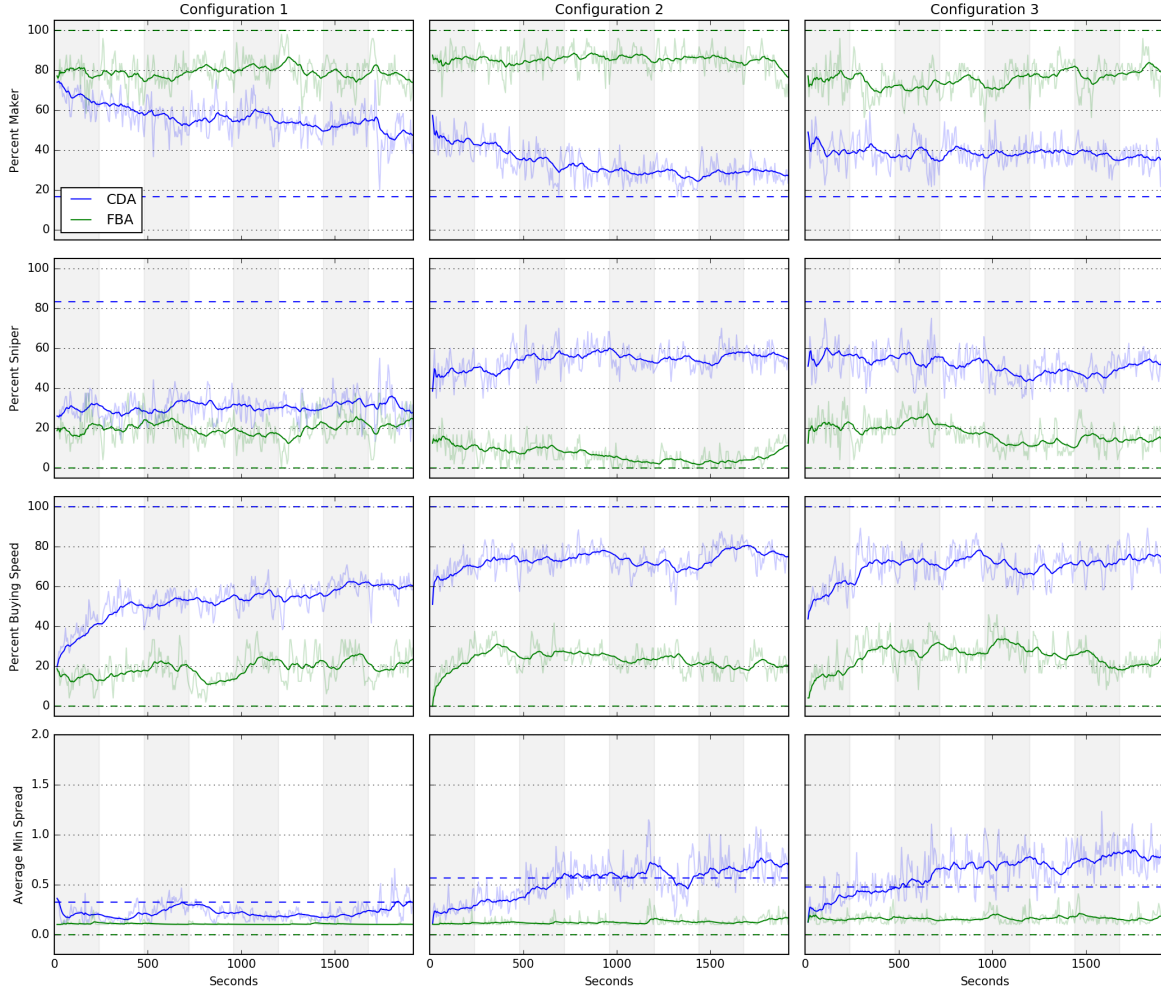 Configuration 1 Configuration 2 Configuration 3
Percent Maker
100
80
60
40
20
0
CDA
FBA
Percent Sniper
100
80
60
40
20
0
Percent Buying Speed
100
80
60
40
20
0
Average Min Spread
2.0
1.5
1.0
0.5
0.0
0 500 1000 1500 0 500 1000 1500 0 500 1000 1500
Seconds Seconds Seconds